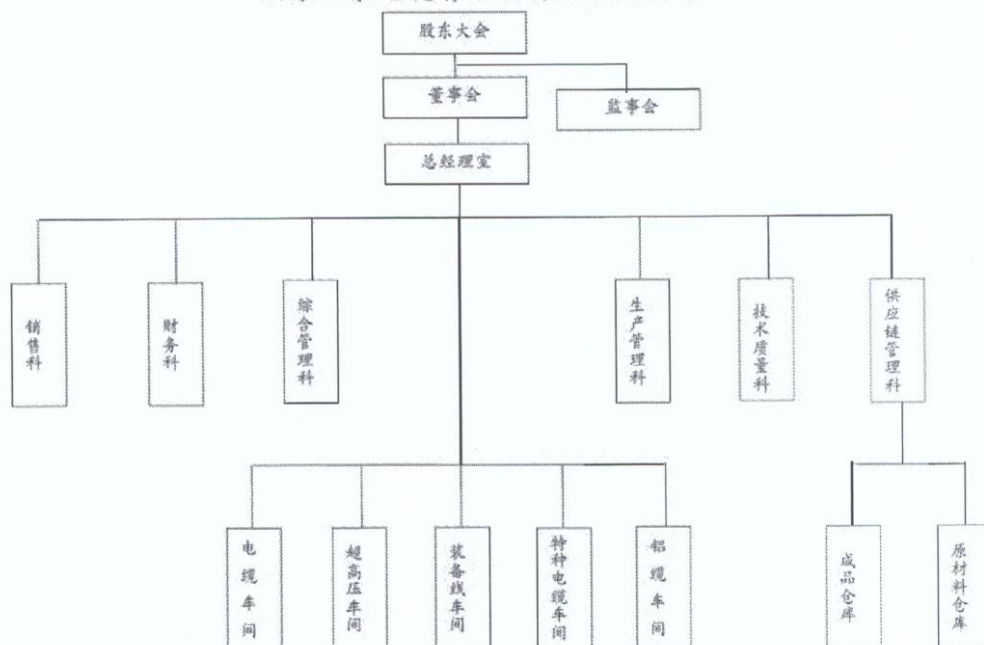 股东大会
董事会
监事会
总经理室
销售科
财务科
综合管理科
生产管理科
技术质量科
供应链管理科
电缆车间
超高压车间
装备线车间
特种电缆车间
铝缆车间
成品仓库
原材料仓库